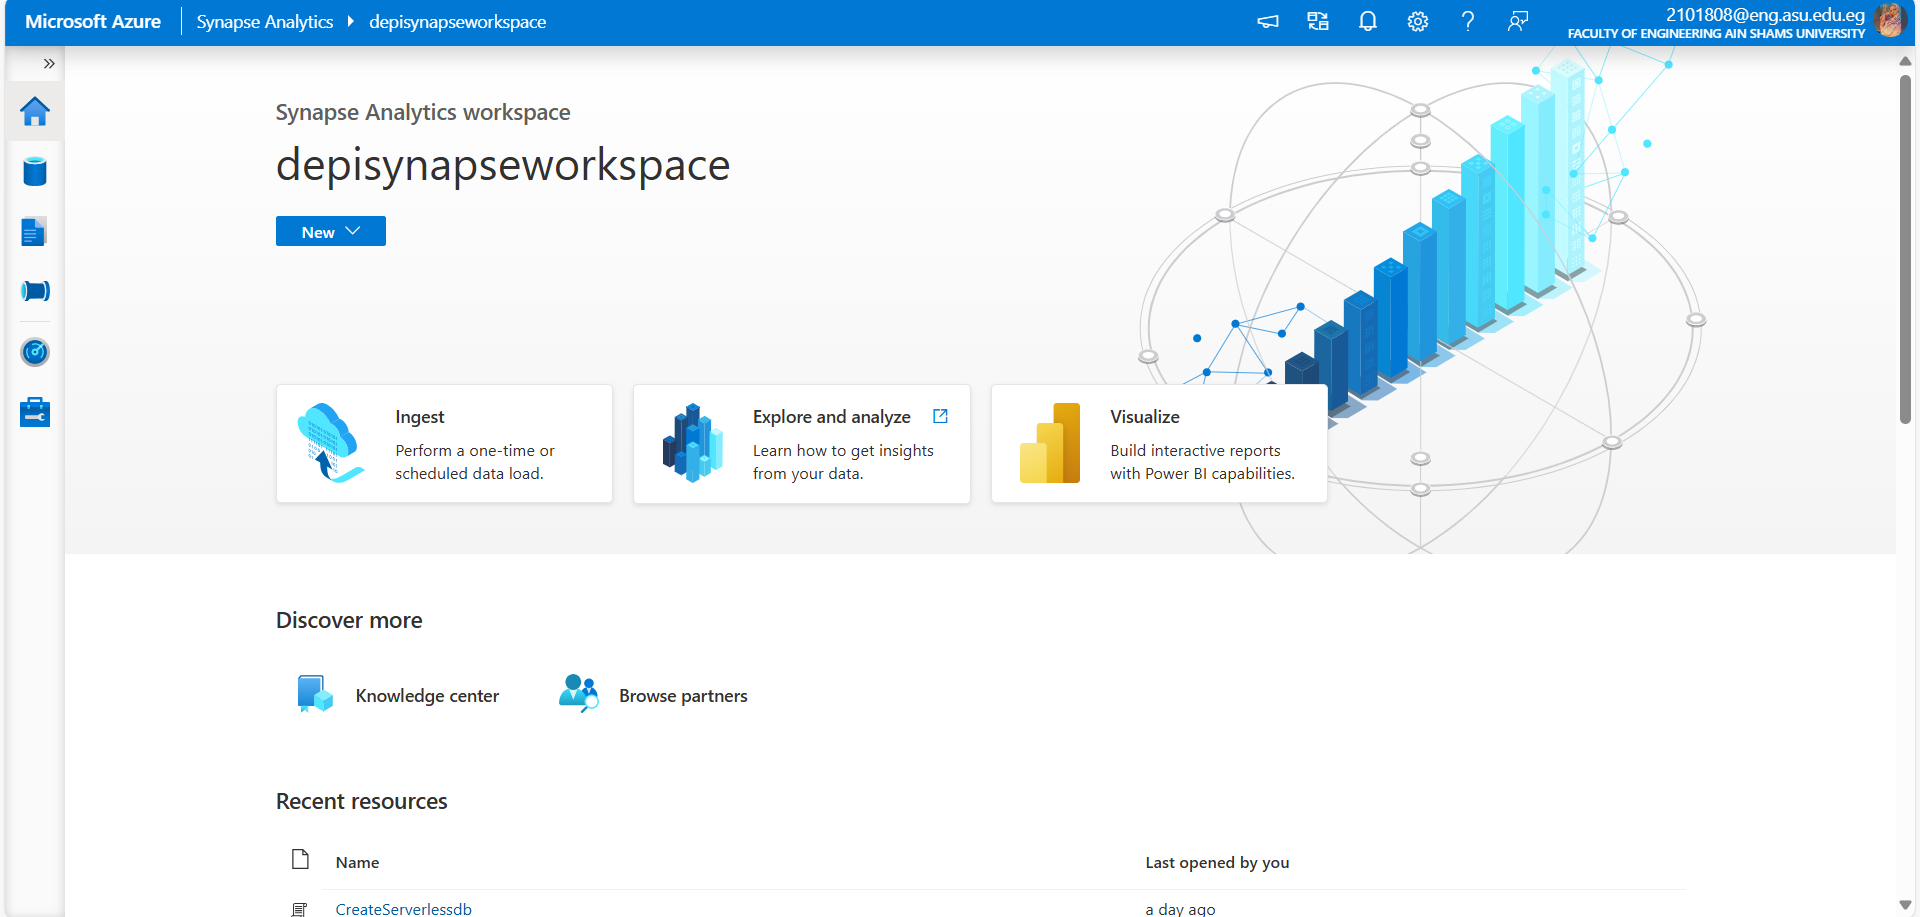 Microsoft Azure
Synapse Analytics
depisynapseworkspace
2101808@eng.asu.edu.eg
FACULTY OF ENGINEERING AIN SHAMS UNIVERSITY
Synapse Analytics workspace
depisynapseworkspace
New
Ingest
Perform a one-time or
scheduled data load.
Explore and analyze
Learn how to get insights
from your data.
Visualize
Build interactive reports
with Power BI capabilities.
Discover more
Knowledge center
Browse partners
Recent resources
Name
Last opened by you
CreateServerlessdb
a day ago